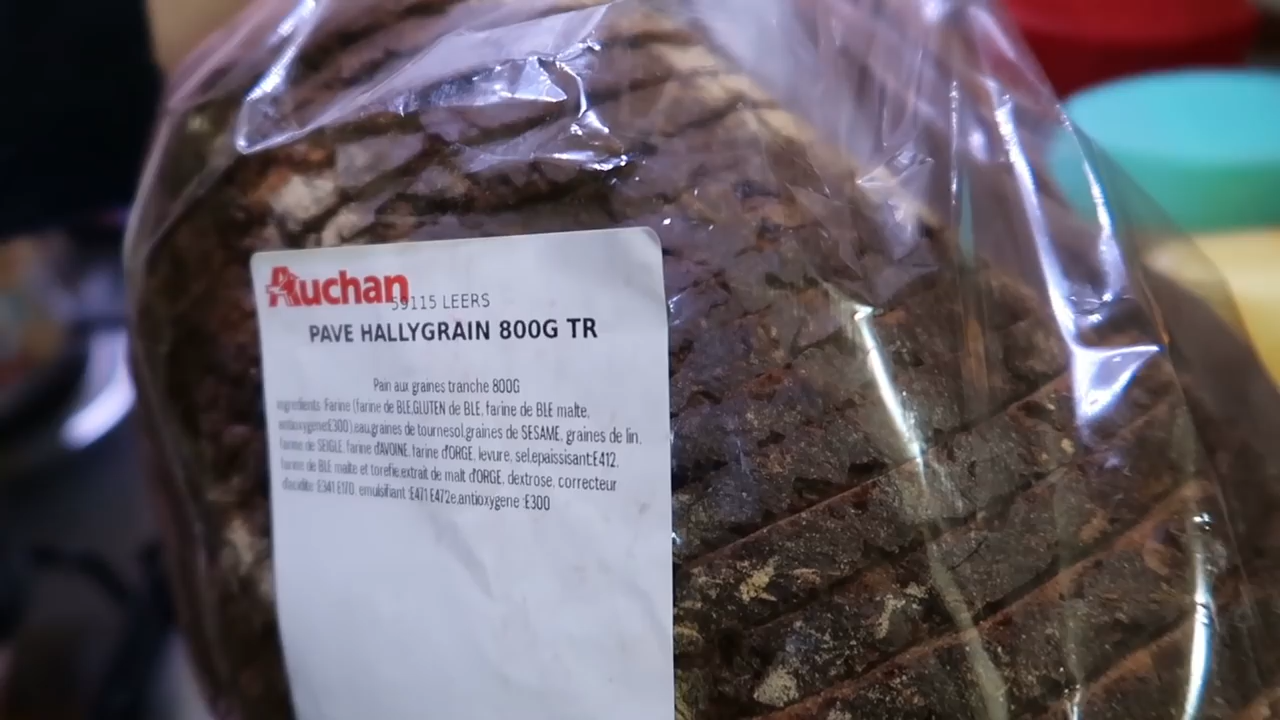 Auchan
59115 LEERS
PAVE HALLYGRAIN 800G TR
Pain aux graines tranche 800G
ingredients :Farine (farine de BLE,GLUTEN de BLE, farine de BLE malte,
antioxygene:E300),eau,graines de tournesol,graines de SESAME, graines de lin,
farine de SEIGLE, farine d'AVOINE, farine d'ORGE, levure, sel,epaississant:E412,
farine de BLE malte et torefie,extrait de malt d'ORGE, dextrose, correcteur
d'acidite :E341 E170, emulsifiant :E471 E472e,antioxygene :E300